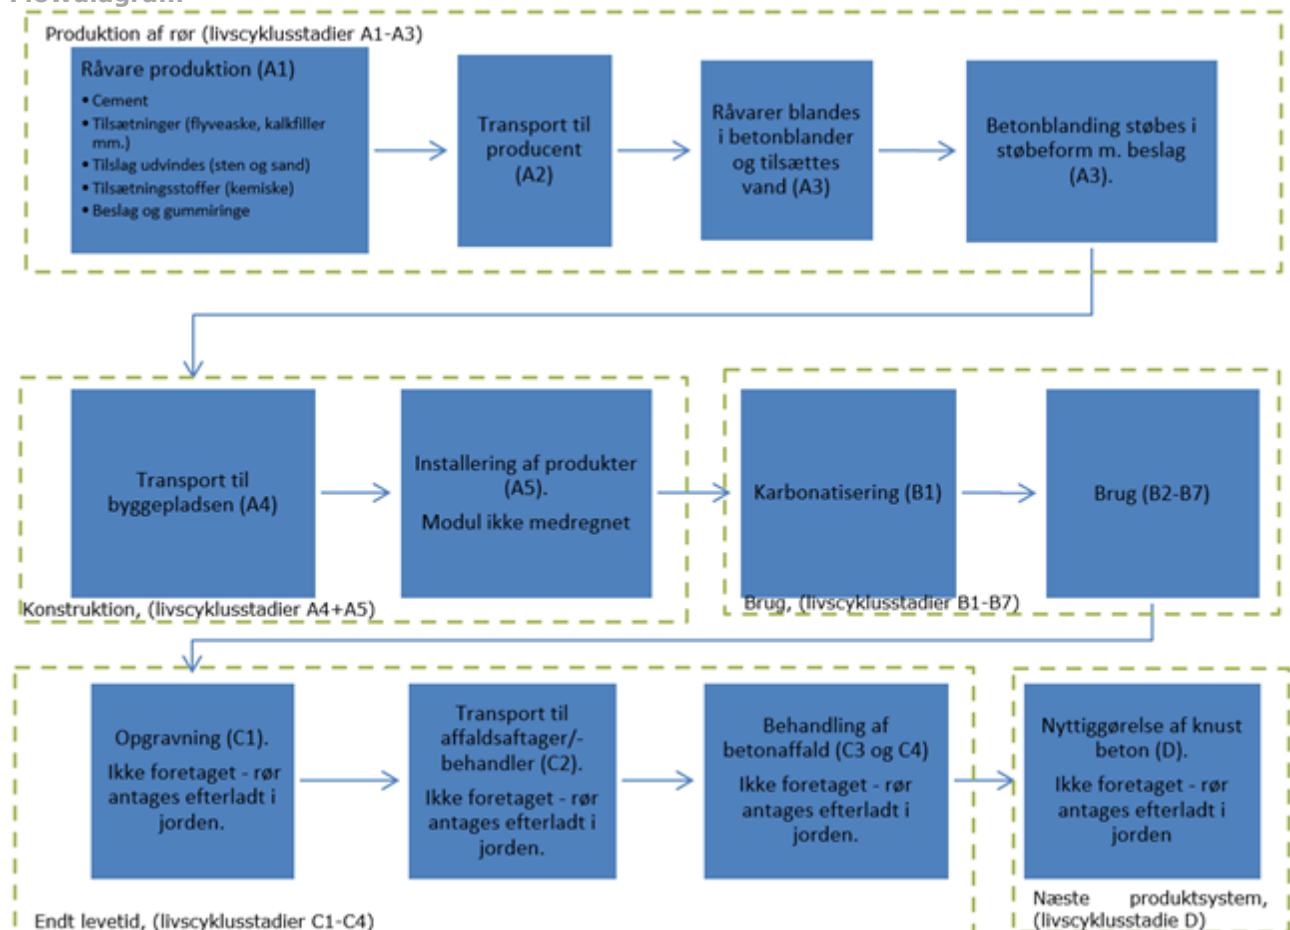 Flowdiagram
Produktion af rør (livscyklusstadier A1-A3)
Råvare produktion (A1)
• Cement
• Tilsætninger (flyveaske, kalkfiller
mm.)
• Tilslag udvindes (sten og sand)
• Tilsætningsstoffer (kemiske)
• Beslag og gummiringe
Transport til
producent
(A2)
Råvarer blandes
i betonblander
og tilsættes
vand (A3)
Betonblanding støbes i
støbeform m. beslag
(A3).
Transport til
byggepladsen (A4)
Installering af produkter
(A5).
Modul ikke medregnet
Konstruktion, (livscyklusstadier A4+A5)
Karbonatisering (B1)
Brug (B2-B7)
Brug, (livscyklusstadier B1-B7)
Opgravning (C1).
Ikke foretaget - rør
antages efterladt i
jorden.
Transport til
affaldsaftager/-
behandler (C2).
Ikke foretaget - rør
antages efterladt i
jorden.
Behandling af
betonaffald (C3 og C4)
Ikke foretaget - rør
antages efterladt i
jorden.
Endt levetid, (livscyklusstadier C1-C4)
Nyttiggørelse af knust
beton (D).
Ikke foretaget - rør
antages efterladt i
jorden
Næste produktsystem,
(livscyklusstadie D)